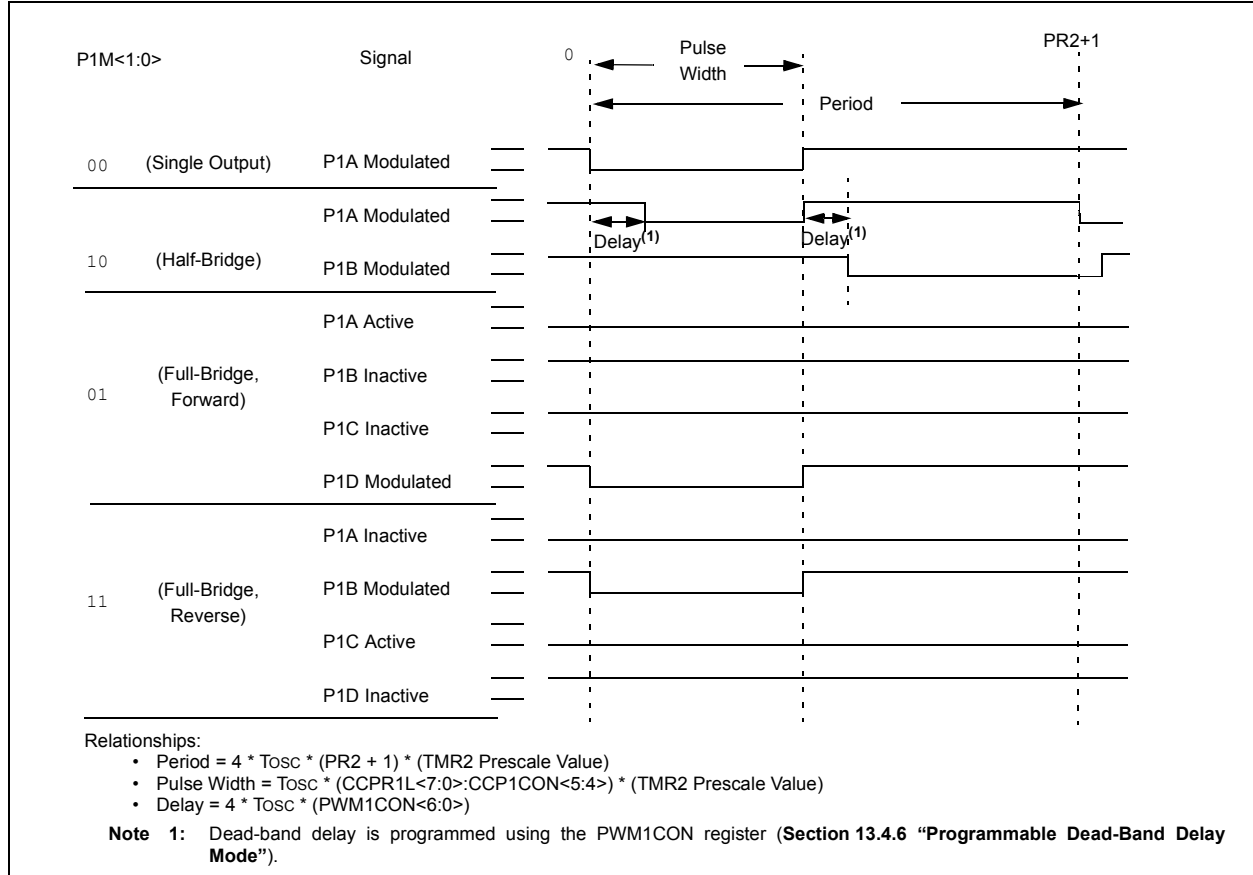 P1M<1:0> Signal 0 Pulse Width PR2+1
Period
00 (Single Output) P1A Modulated
P1A Modulated
Delay(1) Delay(1)
10 (Half-Bridge) P1B Modulated
P1A Active
01 (Full-Bridge, Forward) P1B Inactive
P1C Inactive
P1D Modulated
P1A Inactive
11 (Full-Bridge, Reverse) P1B Modulated
P1C Active
P1D Inactive
Relationships:
• Period = 4 * TOSC * (PR2 + 1) * (TMR2 Prescale Value)
• Pulse Width = TOSC * (CCPR1L<7:0>:CCP1CON<5:4>) * (TMR2 Prescale Value)
• Delay = 4 * TOSC * (PWM1CON<6:0>)
Note 1: Dead-band delay is programmed using the PWM1CON register (Section 13.4.6 “Programmable Dead-Band Delay
Mode”).